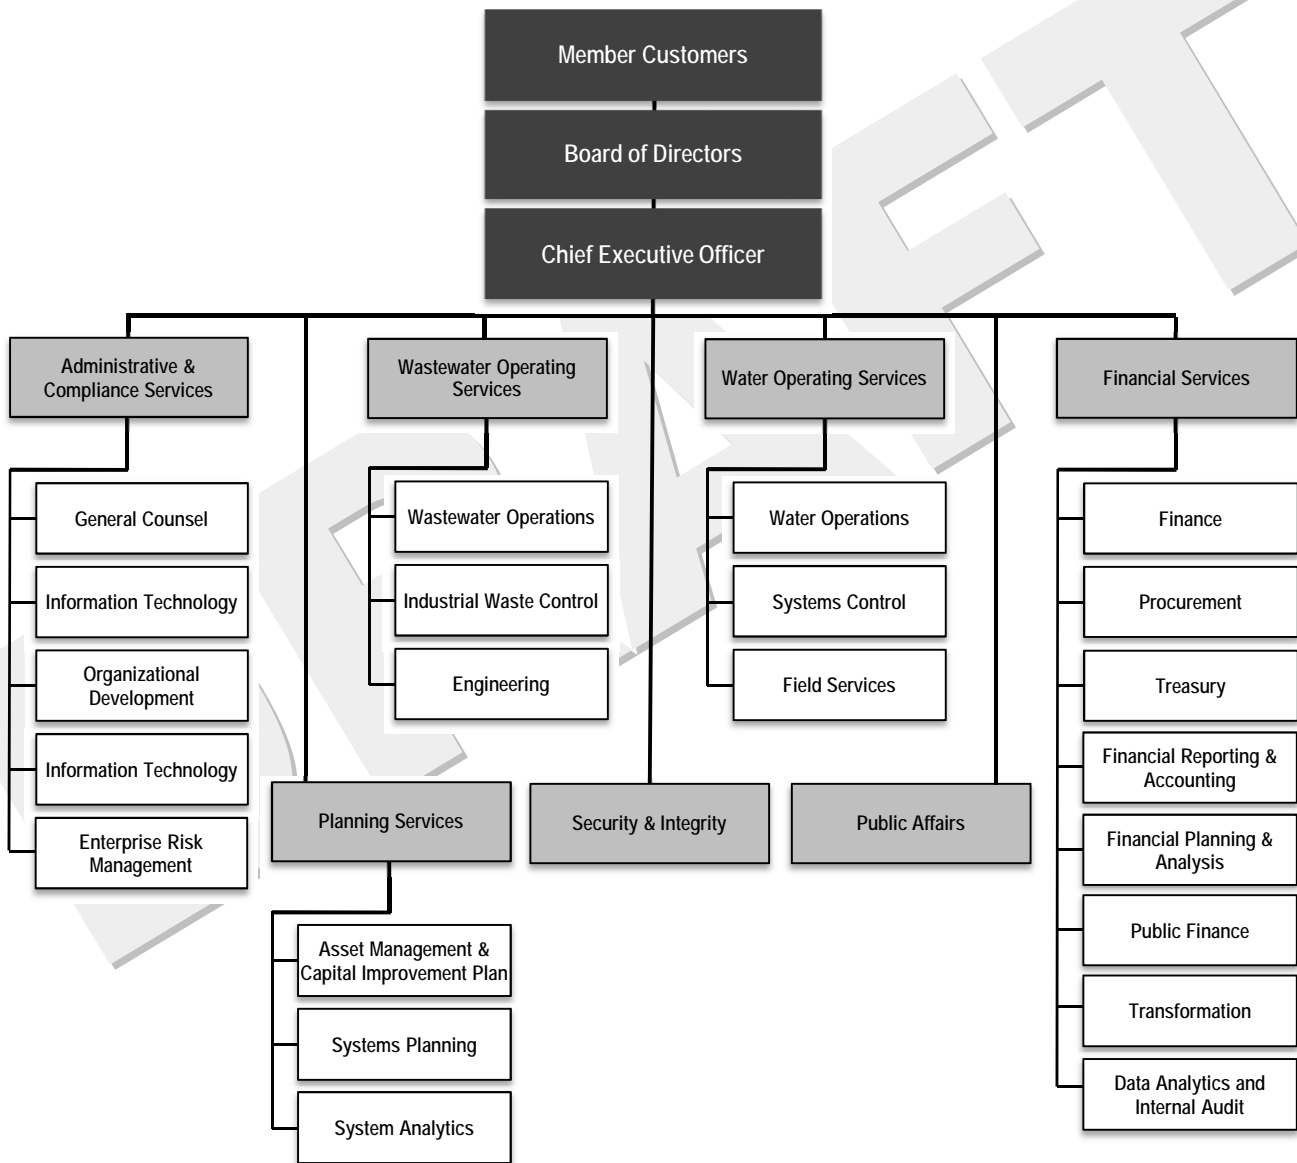 Member Customers
Board of Directors
Chief Executive Officer
Administrative &
Compliance Services
Wastewater Operating
Services
Water Operating Services
Financial Services
General Counsel
Information Technology
Organizational
Development
Information Technology
Enterprise Risk
Management
Wastewater Operations
Industrial Waste Control
Engineering
Water Operations
Systems Control
Field Services
Finance
Procurement
Treasury
Financial Reporting &
Accounting
Financial Planning &
Analysis
Public Finance
Transformation
Data Analytics and
Internal Audit
Planning Services
Security & Integrity
Public Affairs
Asset Management &
Capital Improvement Plan
Systems Planning
System Analytics
DRAFT